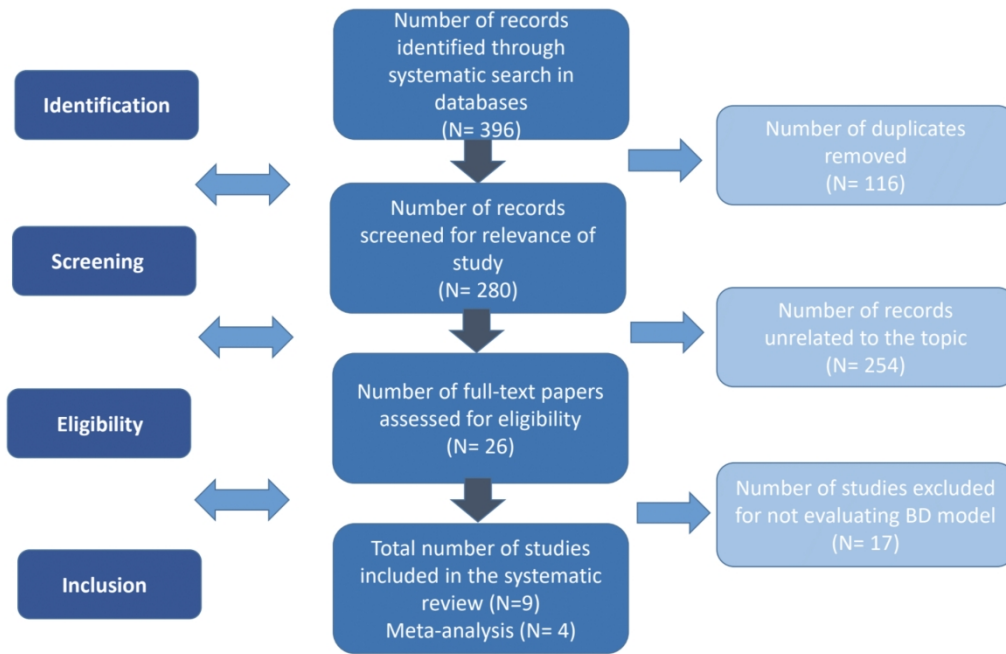 Identification
Number of records
identified through
systematic search in
databases
(N= 396)
Number of duplicates
removed
(N= 116)
Screening
Number of records
screened for relevance of
study
(N= 280)
Number of records
unrelated to the topic
(N= 254)
Eligibility
Number of full-text papers
assessed for eligibility
(N= 26)
Number of studies excluded
for not evaluating BD model
(N= 17)
Inclusion
Total number of studies
included in the systematic
review (N=9)
Meta-analysis (N= 4)